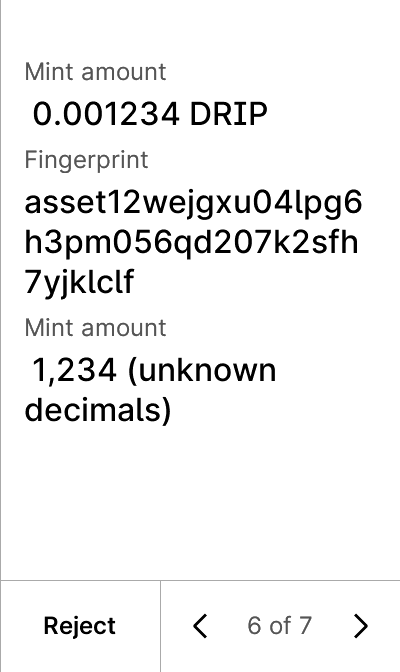 Mint amount
0.001234 DRIP
Fingerprint
asset12wejgxu04lpg6
h3pm056qd207k2sfh
7yjklclf
Mint amount
1,234 (unknown
decimals)
Reject
6 of 7